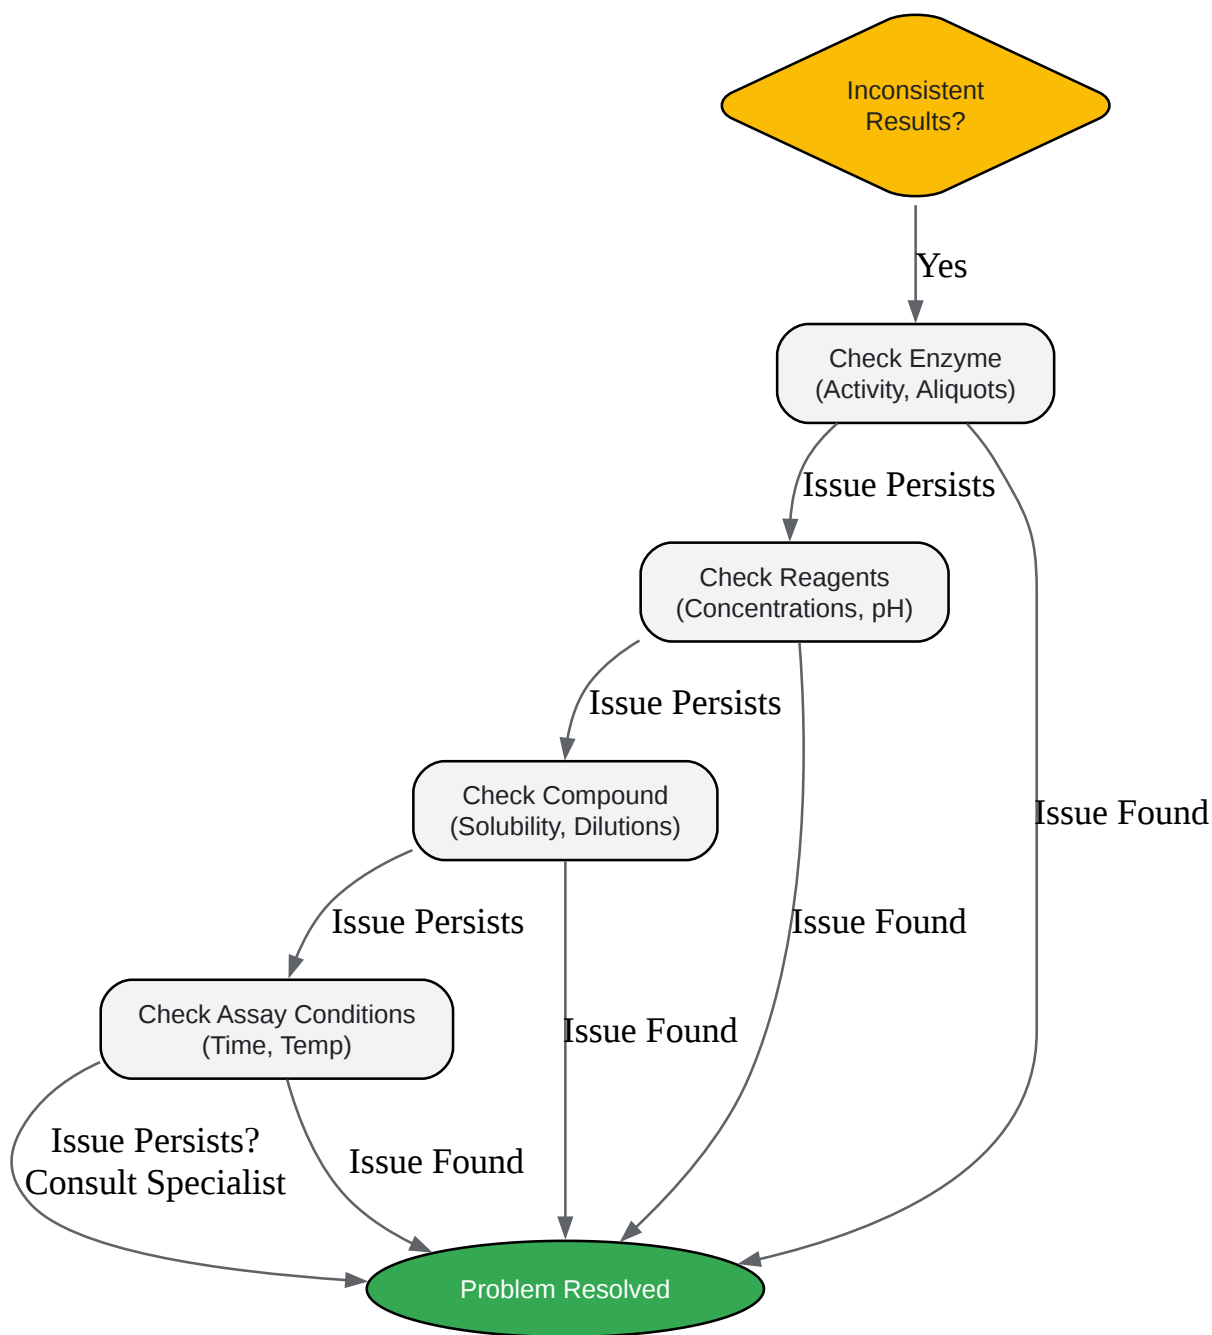 Inconsistent
Results?
Yes
Check Enzyme
(Activity, Aliquots)
Issue Persists
Check Reagents
(Concentrations, pH)
Issue Persists
Check Compound
(Solubility, Dilutions)
Issue Found
Issue Persists
Issue Found
Check Assay Conditions
(Time, Temp)
Issue Found
Issue Persists?
Consult Specialist
Issue Found
Problem Resolved